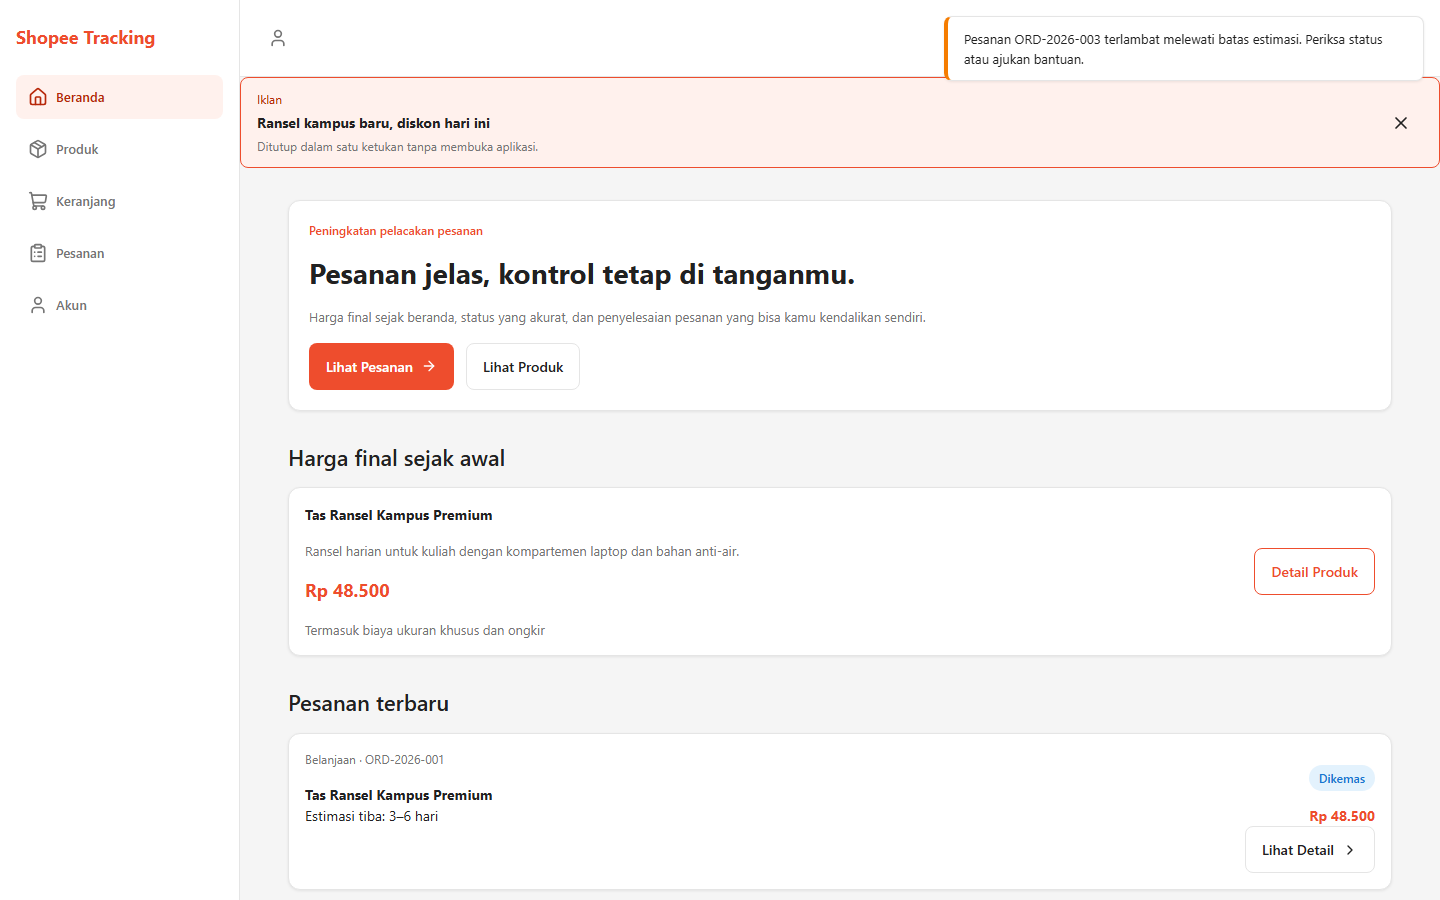 Shopee Tracking
Beranda
Produk
Keranjang
Pesanan
Akun
Pesanan ORD-2026-003 terlambat melewati batas estimasi. Periksa status
atau ajukan bantuan.
Iklan
Ransel kampus baru, diskon hari ini
Ditutup dalam satu ketukan tanpa membuka aplikasi.
Peningkatan pelacakan pesanan
Pesanan jelas, kontrol tetap di tanganmu.
Harga final sejak beranda, status yang akurat, dan penyelesaian pesanan yang bisa kamu kendalikan sendiri.
Lihat Pesanan
Lihat Produk
Harga final sejak awal
Tas Ransel Kampus Premium
Ransel harian untuk kuliah dengan kompartemen laptop dan bahan anti-air.
Rp 48.500
Termasuk biaya ukuran khusus dan ongkir
Detail Produk
Pesanan terbaru
Belanjaan · ORD-2026-001
Tas Ransel Kampus Premium
Estimasi tiba: 3–6 hari
Dikemas
Rp 48.500
Lihat Detail